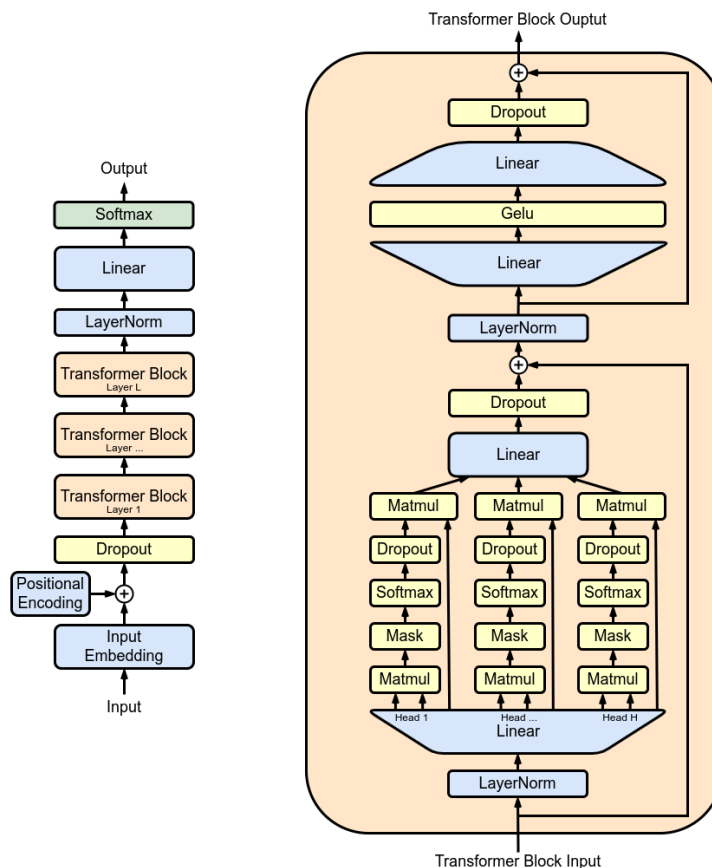 Output
Softmax
Linear
LayerNorm
Transformer Block
Layer L
Transformer Block
Layer ...
Transformer Block
Layer 1
Dropout
Positional
Encoding
+
Input
Embedding
Input
Transformer Block Ouptut
+
Dropout
Linear
Gelu
Linear
LayerNorm
+
Dropout
Linear
Matmul Matmul Matmul
Dropout Dropout Dropout
Softmax Softmax Softmax
Mask Mask Mask
Matmul Matmul Matmul
Head 1 Head ... Head H
Linear
LayerNorm
Transformer Block Input